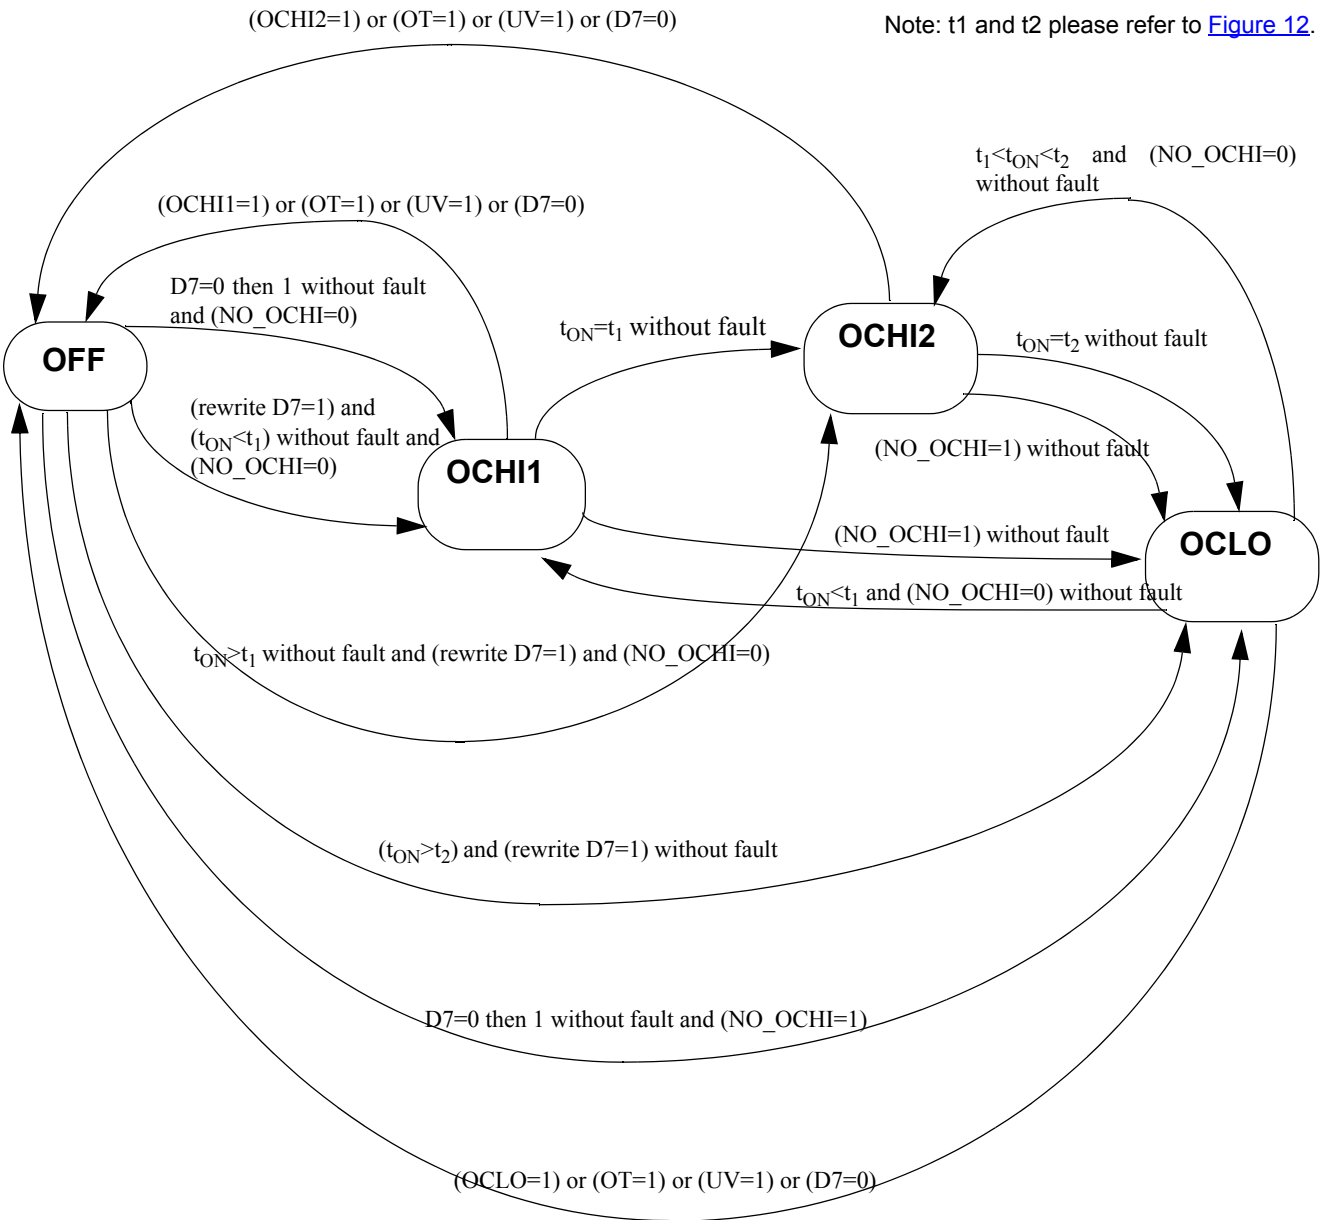 (OCHI2=1) or (OT=1) or (UV=1) or (D7=0)
Note: t1 and t2 please refer to Figure 12.
t1<tON<t2 and (NO_OCHI=0)
without fault
(OCHI1=1) or (OT=1) or (UV=1) or (D7=0)
D7=0 then 1 without fault
and (NO_OCHI=0)
tON=t1 without fault
OCHI2
tON=t2 without fault
OFF
(rewrite D7=1) and
(tON<t1) without fault and
(NO_OCHI=0)
(NO_OCHI=1) without fault
OCHI1
(NO_OCHI=1) without fault
OCLO
tON<t1 and (NO_OCHI=0) without fault
tON>t1 without fault and (rewrite D7=1) and (NO_OCHI=0)
(tON>t2) and (rewrite D7=1) without fault
D7=0 then 1 without fault and (NO_OCHI=1)
(OCLO=1) or (OT=1) or (UV=1) or (D7=0)